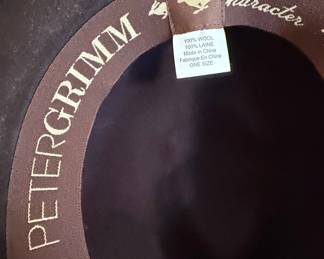 PETERGRIMM
Character
100% WOOL
100% LAINE
Made in China
Fabrique En Chine
ONE SIZE